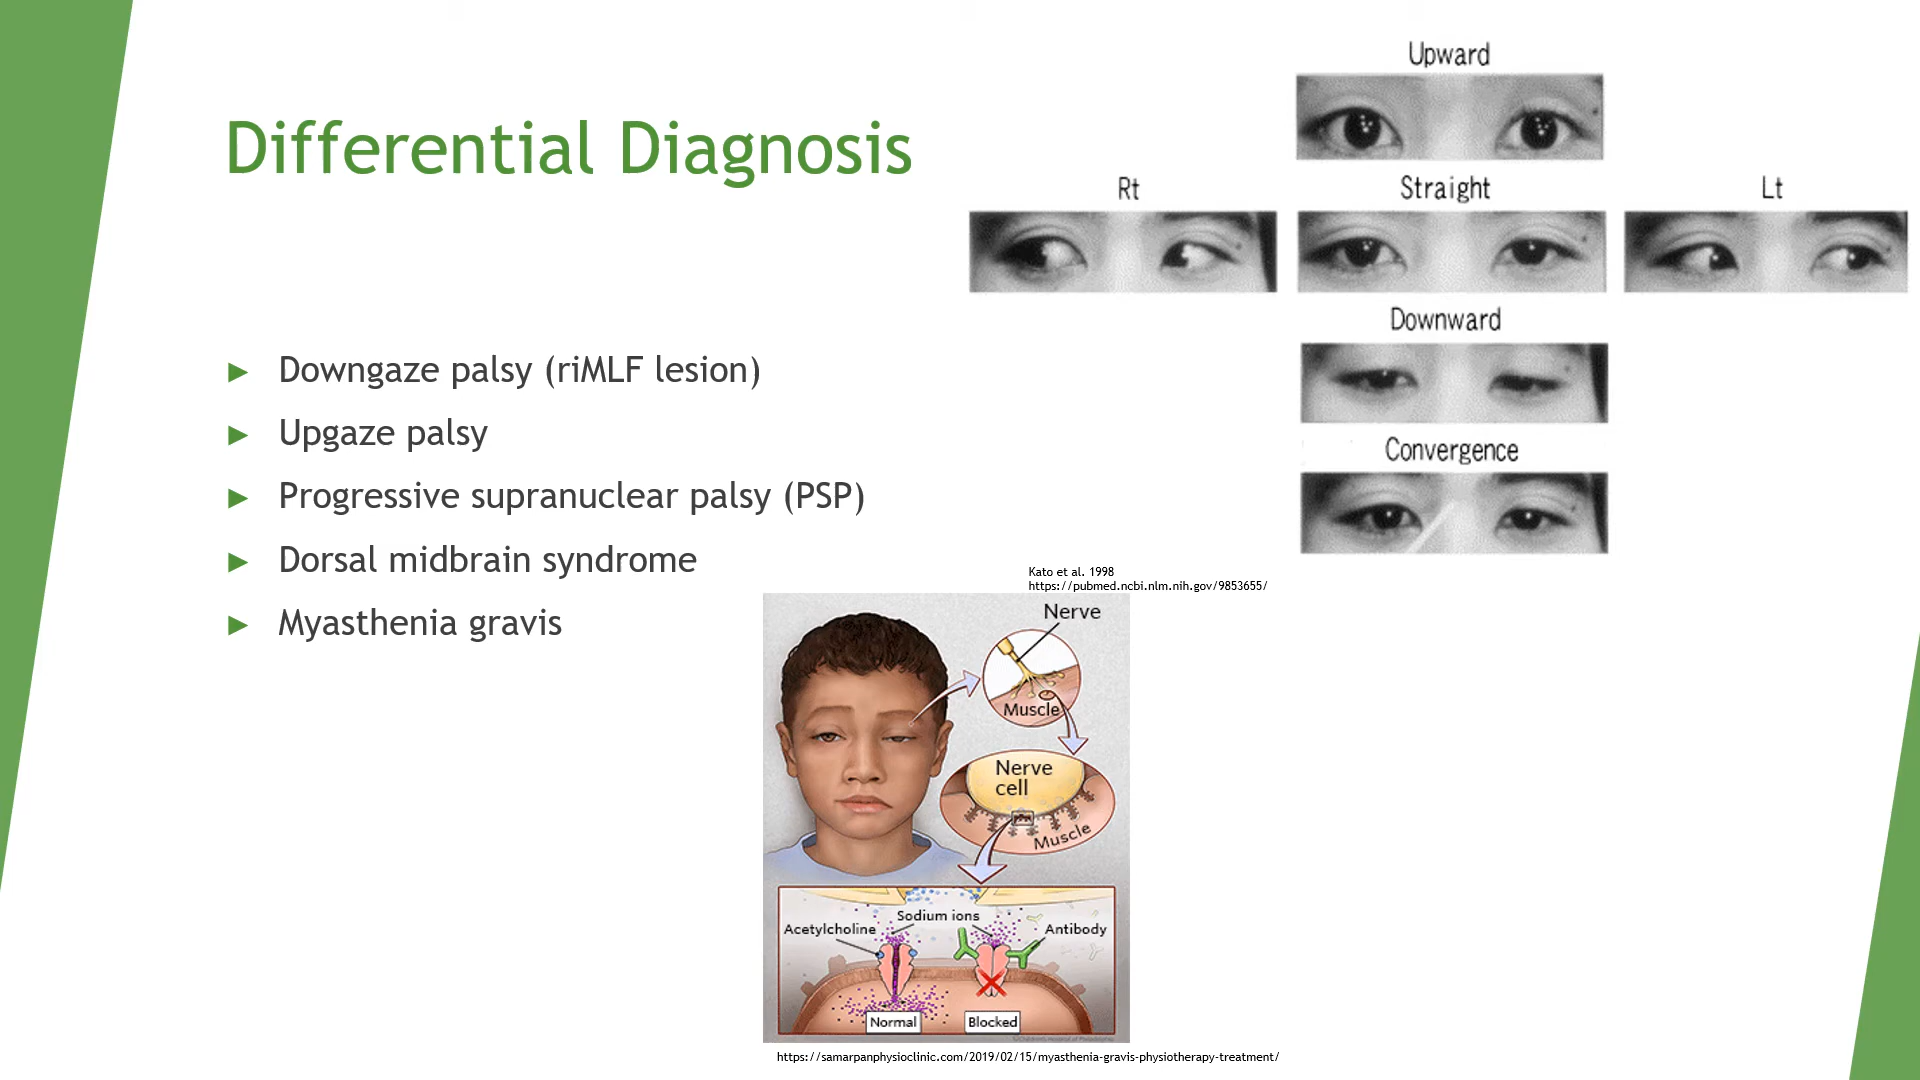 Differential Diagnosis
Upward
Rt
Straight
Lt
Downward
Convergence
► Downgaze palsy (riMLF lesion)
► Upgaze palsy
► Progressive supranuclear palsy (PSP)
► Dorsal midbrain syndrome
► Myasthenia gravis
Kato et al. 1998
https://pubmed.ncbi.nlm.nih.gov/9853655/
Nerve
Muscle
Nerve
cell
Muscle
Sodium ions
Acetylcholine
Antibody
Normal
Blocked
https://samarpanphysioclinic.com/2019/02/15/myasthenia-gravis-physiotherapy-treatment/